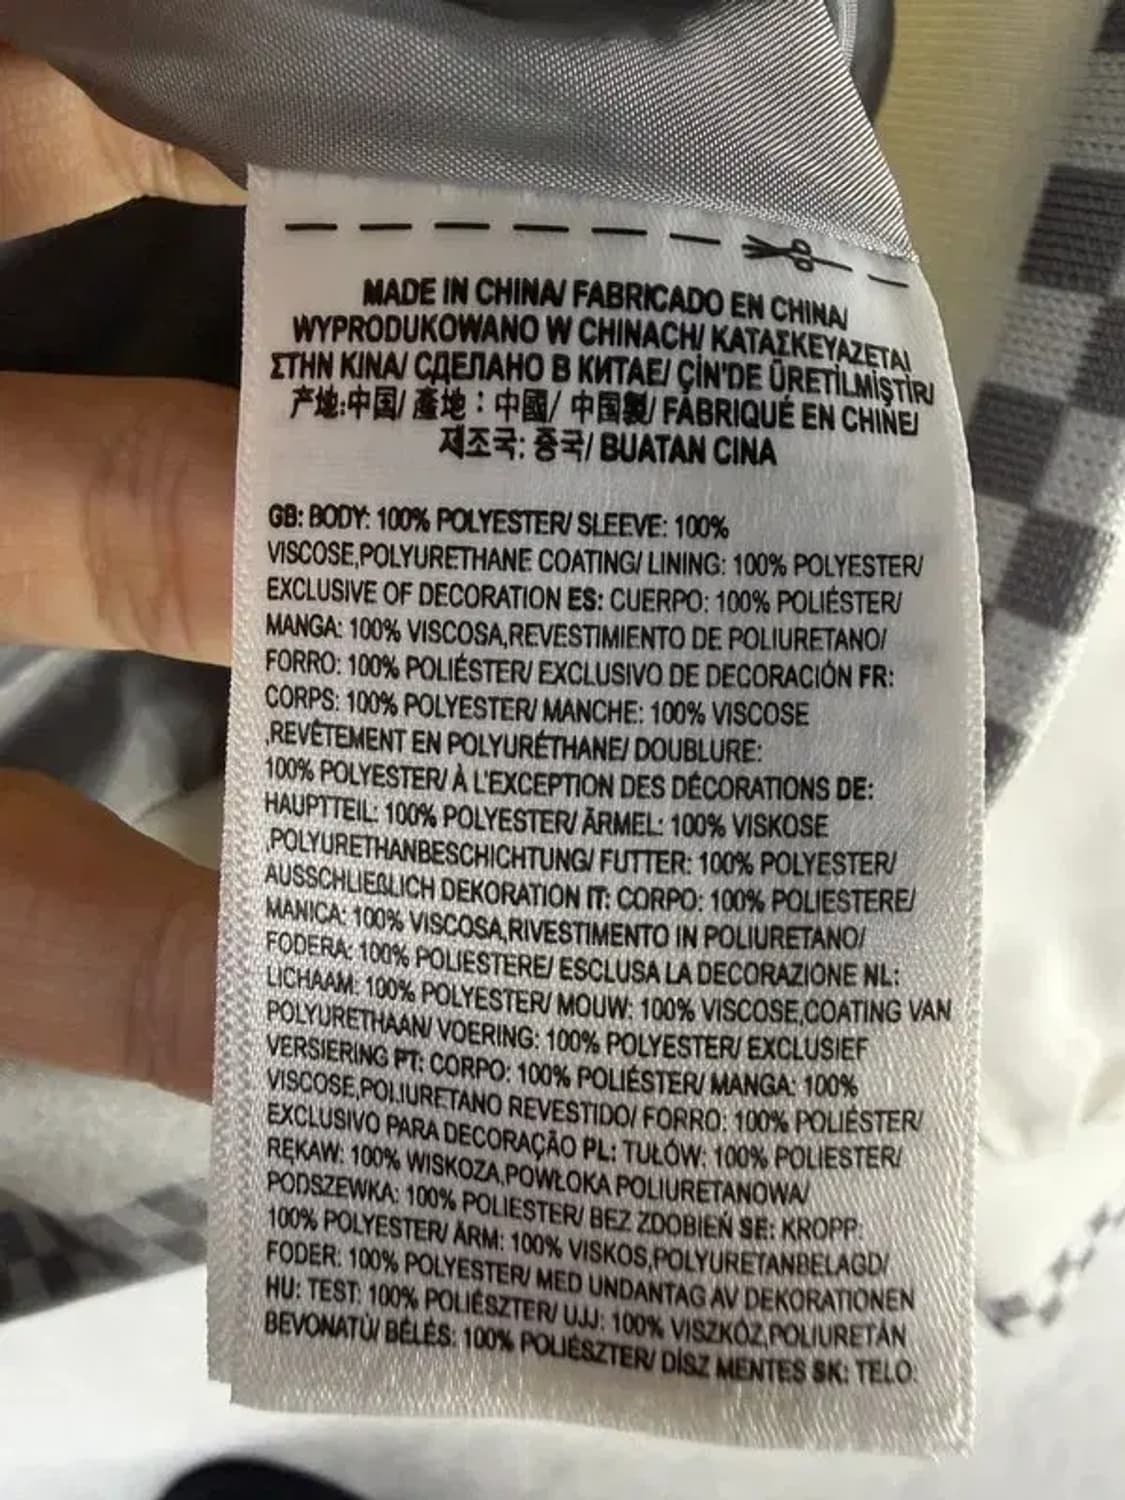 MADE IN CHINA/ FABRICADO EN CHINA/
WYPRODUKOWANO W CHINACH/ ΚΑΤΑΣΚΕΥΑΖΕΤΑΙ
ΣΤΗΝ ΚΙΝΑ/ СДЕЛАНО В КИТАЕ/ ÇİN'DE ÜRETİLMİŞTİR/
产地:中国/ 產地：中國/ 中国製/ FABRIQUÉ EN CHINE/
제조국: 중국/ BUATAN CINA
GB: BODY: 100% POLYESTER/ SLEEVE: 100%
VISCOSE,POLYURETHANE COATING/ LINING: 100% POLYESTER/
EXCLUSIVE OF DECORATION ES: CUERPO: 100% POLIÉSTER/
MANGA: 100% VISCOSA,REVESTIMIENTO DE POLIURETANO/
FORRO: 100% POLIÉSTER/ EXCLUSIVO DE DECORACIÓN FR:
CORPS: 100% POLYESTER/ MANCHE: 100% VISCOSE
,REVÊTEMENT EN POLYURÉTHANE/ DOUBLURE:
100% POLYESTER/ À L'EXCEPTION DES DÉCORATIONS DE:
HAUPTTEIL: 100% POLYESTER/ ÄRMEL: 100% VISKOSE
,POLYURETHANBESCHICHTUNG/ FUTTER: 100% POLYESTER/
AUSSCHLIEßLICH DEKORATION IT: CORPO: 100% POLIESTERE/
MANICA: 100% VISCOSA,RIVESTIMENTO IN POLIURETANO/
FODERA: 100% POLIESTERE/ ESCLUSA LA DECORAZIONE NL:
LICHAAM: 100% POLYESTER/ MOUW: 100% VISCOSE,COATING VAN
POLYURETHAAN/ VOERING: 100% POLYESTER/ EXCLUSIEF
VERSIERING PT: CORPO: 100% POLIÉSTER/ MANGA: 100%
VISCOSE,POLIURETANO REVESTIDO/ FORRO: 100% POLIÉSTER/
EXCLUSIVO PARA DECORAÇÃO PL: TUŁÓW: 100% POLIESTER/
RĘKAW: 100% WISKOZA,POWŁOKA POLIURETANOWA/
PODSZEWKA: 100% POLIESTER/ BEZ ZDOBIEŃ SE: KROPP:
100% POLYESTER/ ÄRM: 100% VISKOS,POLYURETANBELAGD/
FODER: 100% POLYESTER/ MED UNDANTAG AV DEKORATIONEN
HU: TEST: 100% POLIÉSZTER/ UJJ: 100% VISZKÓZ,POLIURETÁN
BEVONATÚ/ BÉLÉS: 100% POLIÉSZTER/ DÍSZ MENTES SK: TELO: